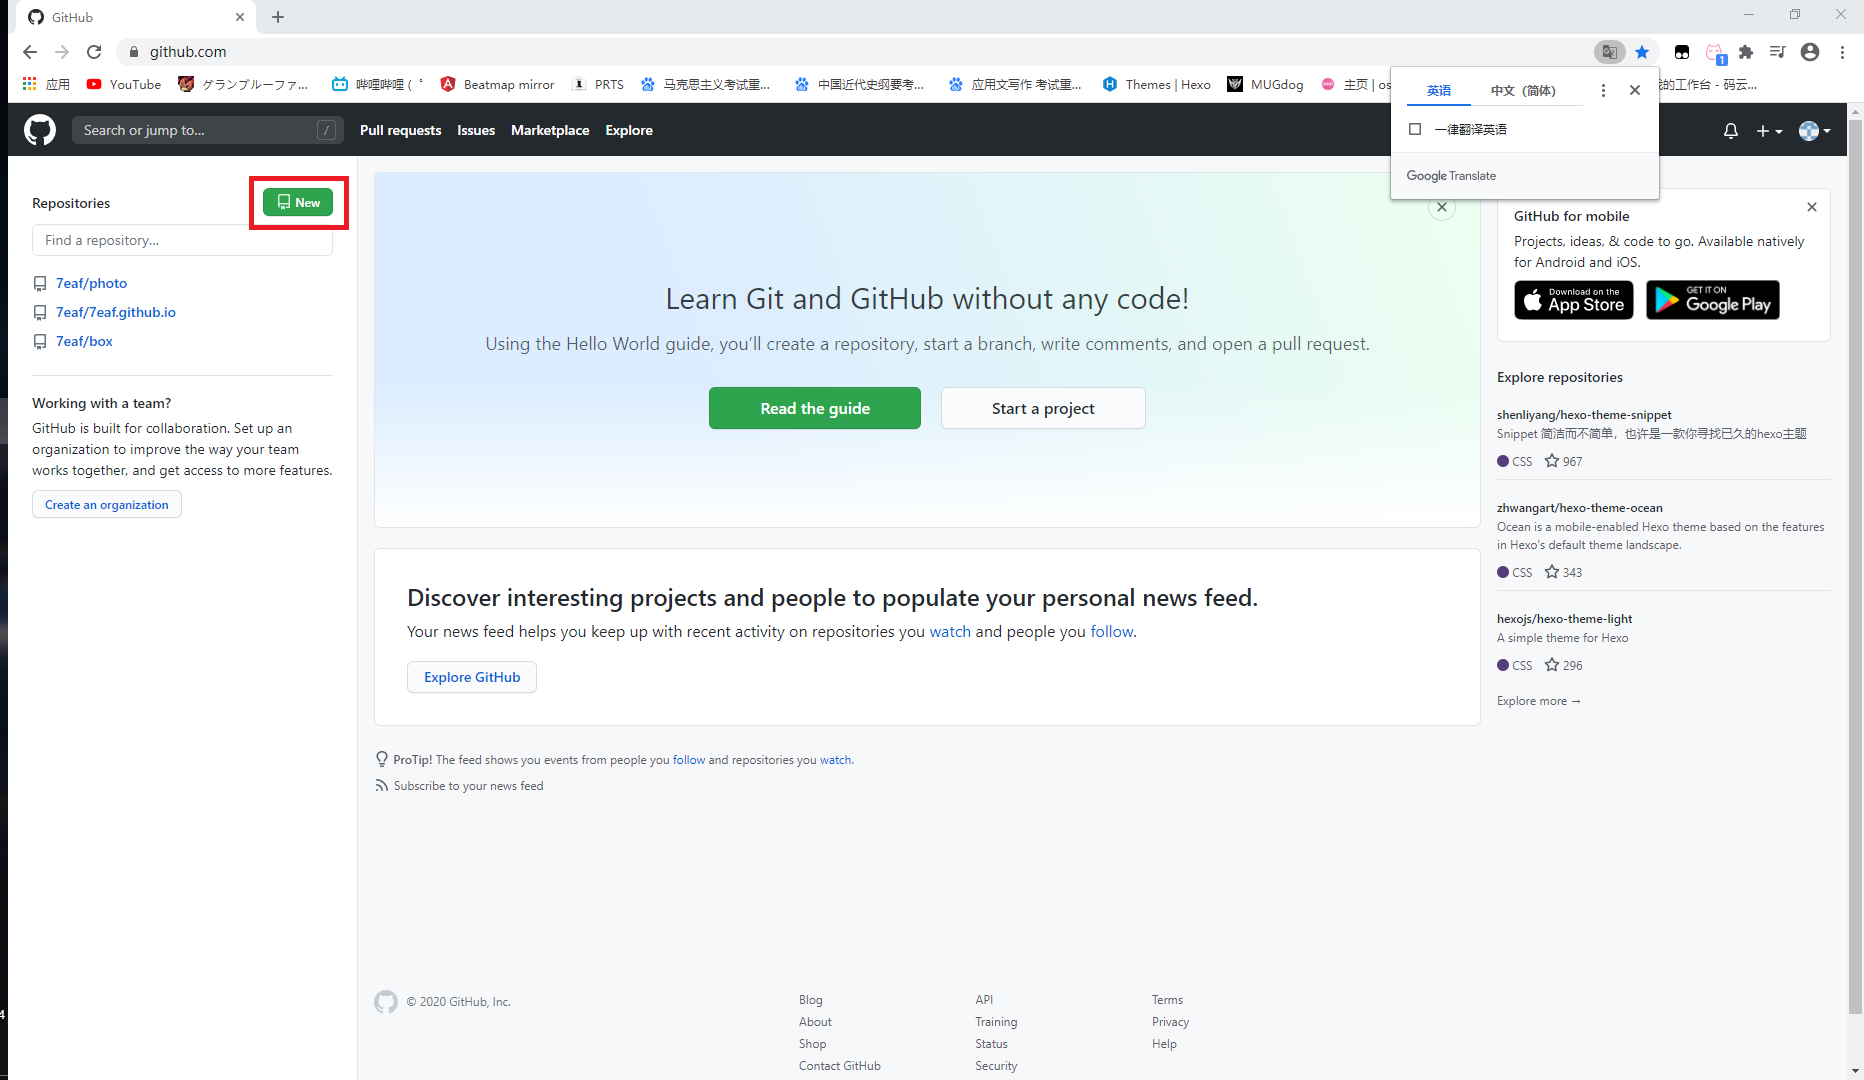 GitHub
github.com
应用
YouTube
グランブルーファ...
哔哩哔哩 ( ゜
Beatmap mirror
PRTS
马克思主义考试重...
中国近代史纲要考...
应用文写作 考试重...
Themes | Hexo
MUGdog
主页 | os
的工作台 - 码云...
1
英语
中文（简体）
一律翻译英语
Google Translate
Search or jump to...
/
Pull requests
Issues
Marketplace
Explore
Repositories
New
Find a repository...
7eaf/photo
7eaf/7eaf.github.io
7eaf/box
Working with a team?
GitHub is built for collaboration. Set up an
organization to improve the way your team
works together, and get access to more features.
Create an organization
Learn Git and GitHub without any code!
Using the Hello World guide, you’ll create a repository, start a branch, write comments, and open a pull request.
Read the guide
Start a project
Discover interesting projects and people to populate your personal news feed.
Your news feed helps you keep up with recent activity on repositories you watch and people you follow.
Explore GitHub
ProTip! The feed shows you events from people you follow and repositories you watch.
Subscribe to your news feed
GitHub for mobile
Projects, ideas, & code to go. Available natively
for Android and iOS.
Download on the
App Store
GET IT ON
Google Play
Explore repositories
shenliyang/hexo-theme-snippet
Snippet 简洁而不简单，也许是一款你寻找已久的hexo主题
CSS 967
zhwangart/hexo-theme-ocean
Ocean is a mobile-enabled Hexo theme based on the features
in Hexo's default theme landscape.
CSS 343
hexojs/hexo-theme-light
A simple theme for Hexo
CSS 296
Explore more →
4
© 2020 GitHub, Inc.
Blog
About
Shop
Contact GitHub
API
Training
Status
Security
Terms
Privacy
Help